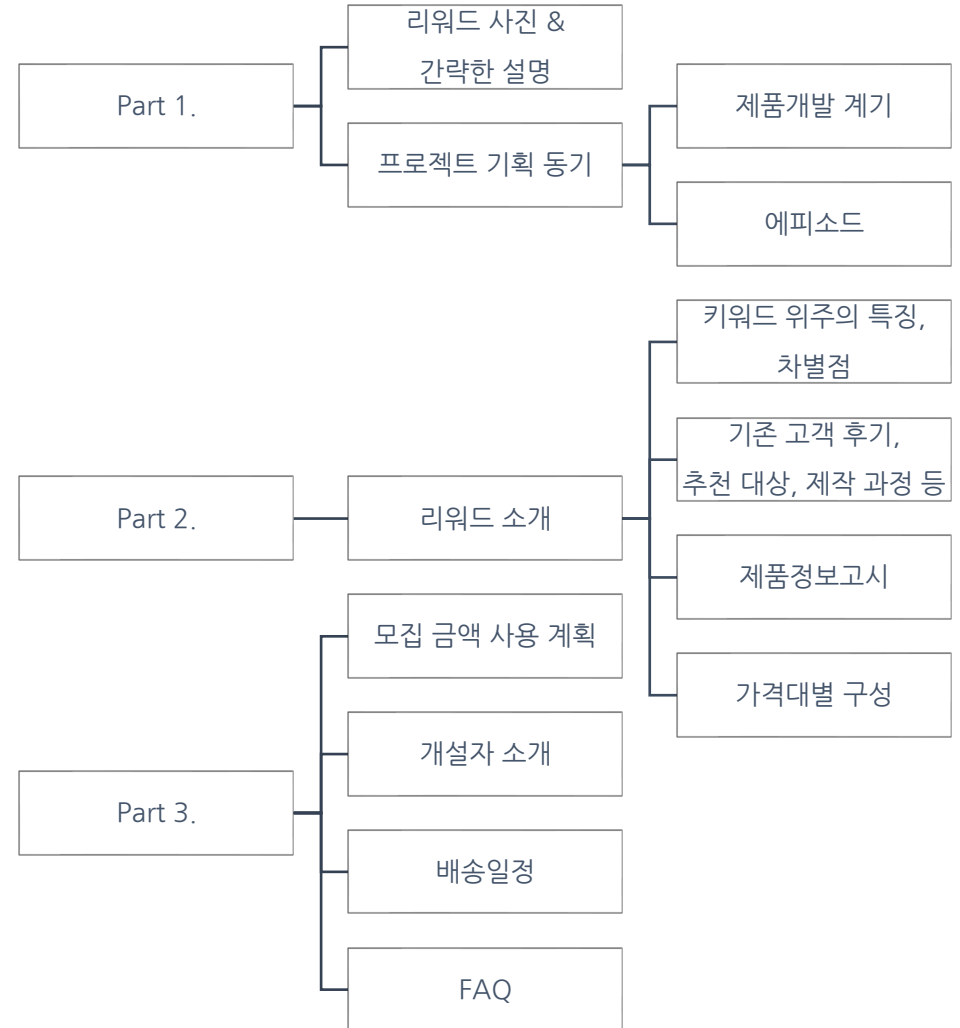 Part 1.
리워드 사진 &
간략한 설명
프로젝트 기획 동기
제품개발 계기
에피소드
Part 2.
리워드 소개
키워드 위주의 특징,
차별점
기존 고객 후기,
추천 대상, 제작 과정 등
제품정보고시
가격대별 구성
Part 3.
모집 금액 사용 계획
개설자 소개
배송일정
FAQ